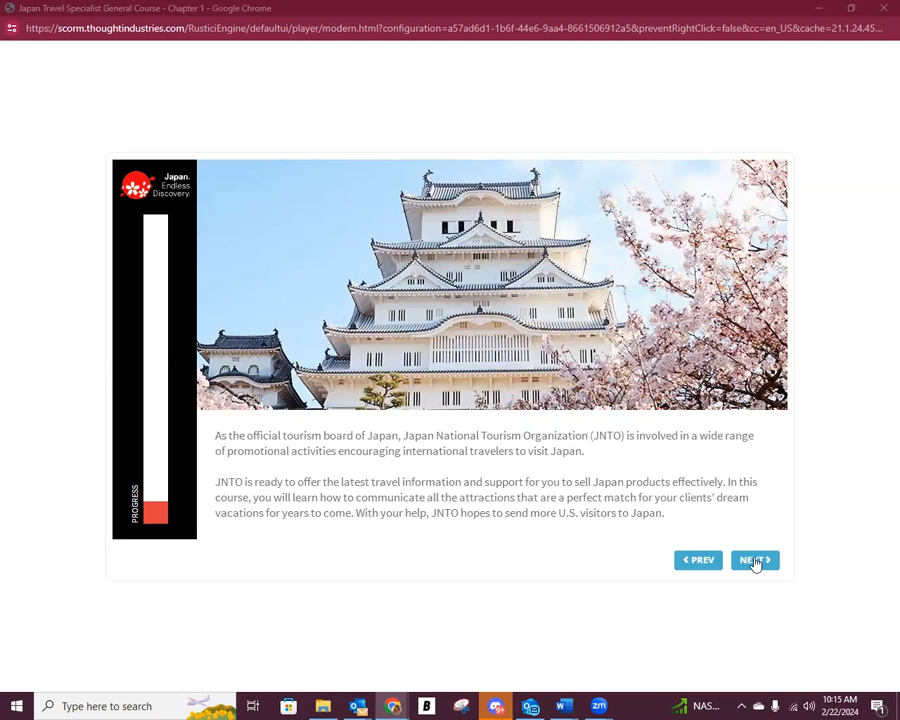 Japan Travel Specialist General Course - Chapter 1 - Google Chrome
https://scorm.thoughtindustries.com/RusticiEngine/defaultui/player/modern.html?configuration=a57ad6d1-1b6f-44e6-9aa4-8661506912a5&preventRightClick=false&cc=en_US&cache=21.1.24.45...
Japan.
Endless
Discovery.
PROGRESS
As the official tourism board of Japan, Japan National Tourism Organization (JNTO) is involved in a wide range
of promotional activities encouraging international travelers to visit Japan.
JNTO is ready to offer the latest travel information and support for you to sell Japan products effectively. In this
course, you will learn how to communicate all the attractions that are a perfect match for your clients' dream
vacations for years to come. With your help, JNTO hopes to send more U.S. visitors to Japan.
PREV
NEXT
Type here to search
B
zm
NAS...
10:15 AM
2/22/2024
1